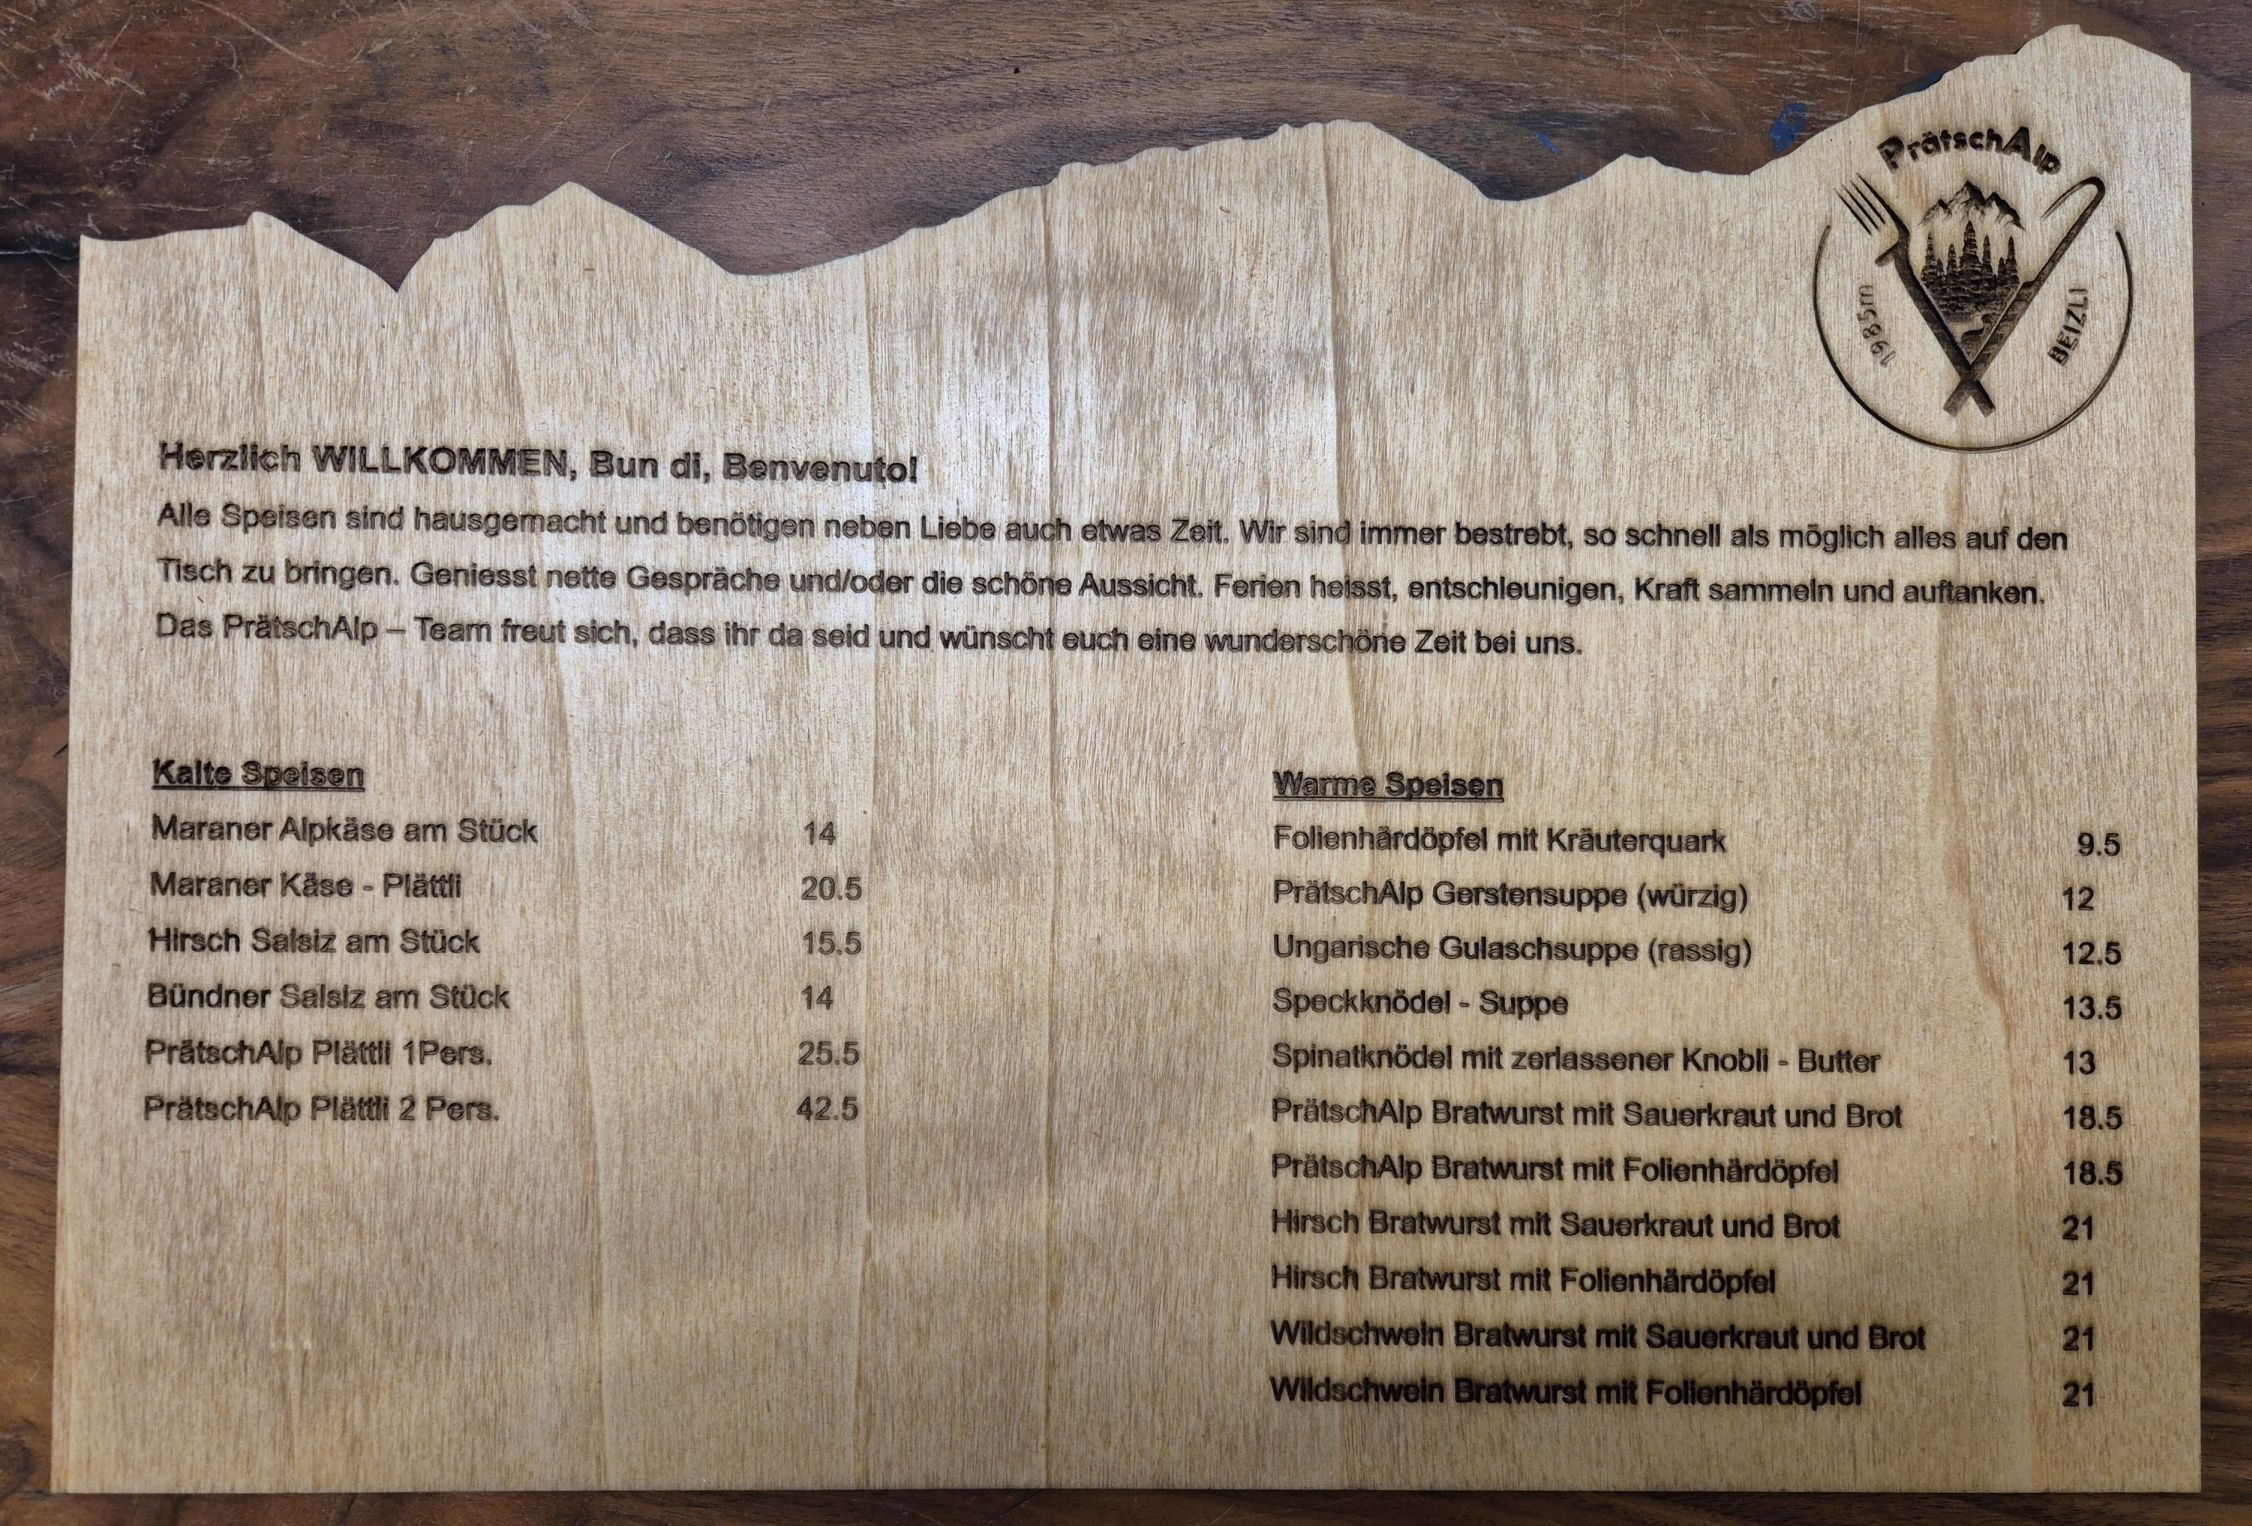 PrätschAlp
1985m
BEIZLI
Herzlich WILLKOMMEN, Bun di, Benvenuto!
Alle Speisen sind hausgemacht und benötigen neben Liebe auch etwas Zeit. Wir sind immer bestrebt, so schnell als möglich alles auf den
Tisch zu bringen. Geniesst nette Gespräche und/oder die schöne Aussicht. Ferien heisst, entschleunigen, Kraft sammeln und auftanken.
Das PrätschAlp – Team freut sich, dass ihr da seid und wünscht euch eine wunderschöne Zeit bei uns.
Kalte Speisen
Maraner Alpkäse am Stück 14
Maraner Käse - Plättli 20.5
Hirsch Salsiz am Stück 15.5
Bündner Salsiz am Stück 14
PrätschAlp Plättli 1Pers. 25.5
PrätschAlp Plättli 2 Pers. 42.5
Warme Speisen
Folienhärdöpfel mit Kräuterquark 9.5
PrätschAlp Gerstensuppe (würzig) 12
Ungarische Gulaschsuppe (rassig) 12.5
Speckknödel - Suppe 13.5
Spinatknödel mit zerlassener Knobli - Butter 13
PrätschAlp Bratwurst mit Sauerkraut und Brot 18.5
PrätschAlp Bratwurst mit Folienhärdöpfel 18.5
Hirsch Bratwurst mit Sauerkraut und Brot 21
Hirsch Bratwurst mit Folienhärdöpfel 21
Wildschwein Bratwurst mit Sauerkraut und Brot 21
Wildschwein Bratwurst mit Folienhärdöpfel 21